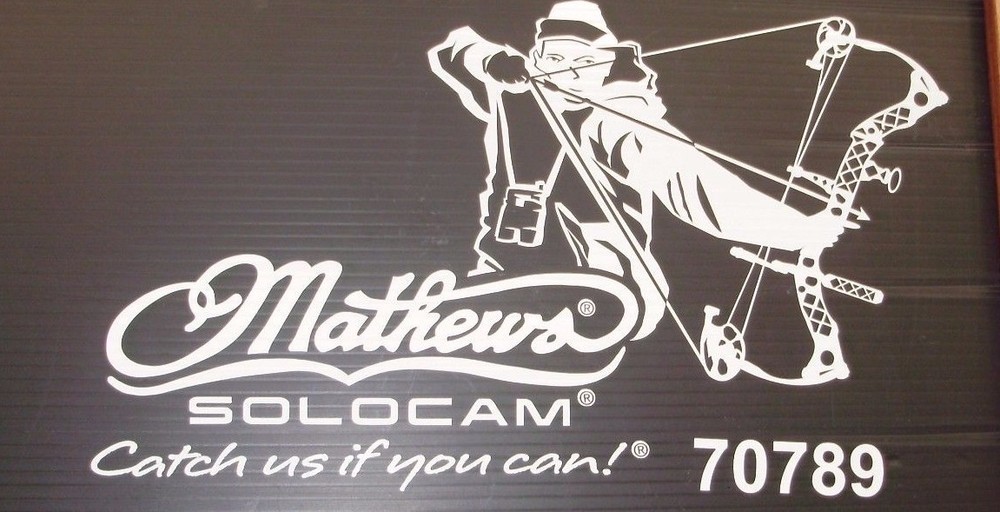 Mathews®
SOLOCAM®
Catch us if you can!® 70789